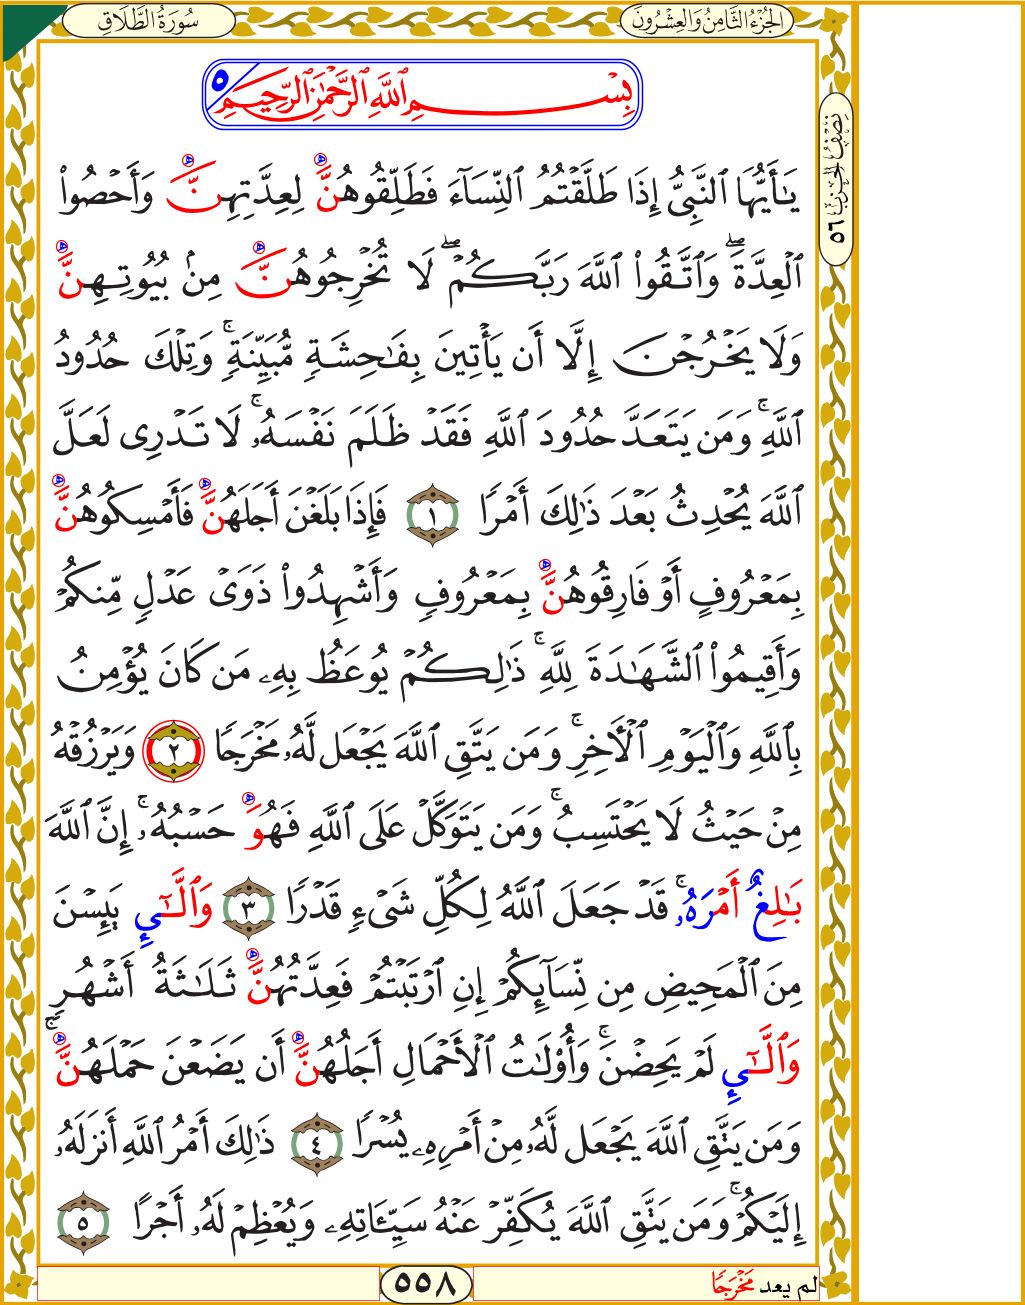 سُورَةُ الطَّلَاقِ
الجُزْءُ الثَّامِنُ وَالعِشْرُونَ
نِصْفُ الحِزْبِ ٥٦
بِسْمِ ٱللَّهِ ٱلرَّحْمَٰنِ ٱلرَّحِيمِ ٥
يَٰٓأَيُّهَا ٱلنَّبِىُّ إِذَا طَلَّقْتُمُ ٱلنِّسَآءَ فَطَلِّقُوهُنَّ لِعِدَّتِهِنَّ وَأَحْصُوا۟
ٱلْعِدَّةَ ۖ وَٱتَّقُوا۟ ٱللَّهَ رَبَّكُمْ ۖ لَا تُخْرِجُوهُنَّ مِنۢ بُيُوتِهِنَّ
وَلَا يَخْرُجْنَ إِلَّآ أَن يَأْتِينَ بِفَٰحِشَةٍ مُّبَيِّنَةٍ ۚ وَتِلْكَ حُدُودُ
ٱللَّهِ ۚ وَمَن يَتَعَدَّ حُدُودَ ٱللَّهِ فَقَدْ ظَلَمَ نَفْسَهُۥ ۚ لَا تَدْرِى لَعَلَّ
ٱللَّهَ يُحْدِثُ بَعْدَ ذَٰلِكَ أَمْرًا ١ فَإِذَا بَلَغْنَ أَجَلَهُنَّ فَأَمْسِكُوهُنَّ
بِمَعْرُوفٍ أَوْ فَارِقُوهُنَّ بِمَعْرُوفٍ وَأَشْهِدُوا۟ ذَوَىْ عَدْلٍ مِّنكُمْ
وَأَقِيمُوا۟ ٱلشَّهَٰدَةَ لِلَّهِ ۚ ذَٰلِكُمْ يُوعَظُ بِهِۦ مَن كَانَ يُؤْمِنُ
بِٱللَّهِ وَٱلْيَوْمِ ٱلْأَخِرِ ۚ وَمَن يَتَّقِ ٱللَّهَ يَجْعَل لَّهُۥ مَخْرَجًا ٢ وَيَرْزُقْهُ
مِنْ حَيْثُ لَا يَحْتَسِبُ ۚ وَمَن يَتَوَكَّلْ عَلَى ٱللَّهِ فَهُوَ حَسْبُهُۥٓ ۚ إِنَّ ٱللَّهَ
بَٰلِغٌ أَمْرَهُۥ ۚ قَدْ جَعَلَ ٱللَّهُ لِكُلِّ شَىْءٍ قَدْرًا ٣ وَٱلَّٰٓـِٔي يَئِسْنَ
مِنَ ٱلْمَحِيضِ مِن نِّسَآئِكُمْ إِنِ ٱرْتَبْتُمْ فَعِدَّتُهُنَّ ثَلَٰثَةُ أَشْهُرٍ
وَٱلَّٰٓـِٔي لَمْ يَحِضْنَ ۚ وَأُو۟لَٰتُ ٱلْأَحْمَالِ أَجَلُهُنَّ أَن يَضَعْنَ حَمْلَهُنَّ ۚ
وَمَن يَتَّقِ ٱللَّهَ يَجْعَل لَّهُۥ مِنْ أَمْرِهِۦ يُسْرًا ٤ ذَٰلِكَ أَمْرُ ٱللَّهِ أَنزَلَهُۥٓ
إِلَيْكُمْ ۚ وَمَن يَتَّقِ ٱللَّهَ يُكَفِّرْ عَنْهُ سَيِّـَٔاتِهِۦ وَيُعْظِمْ لَهُۥٓ أَجْرًا ٥
٥٥٨
لم يعد مَخْرَجًا